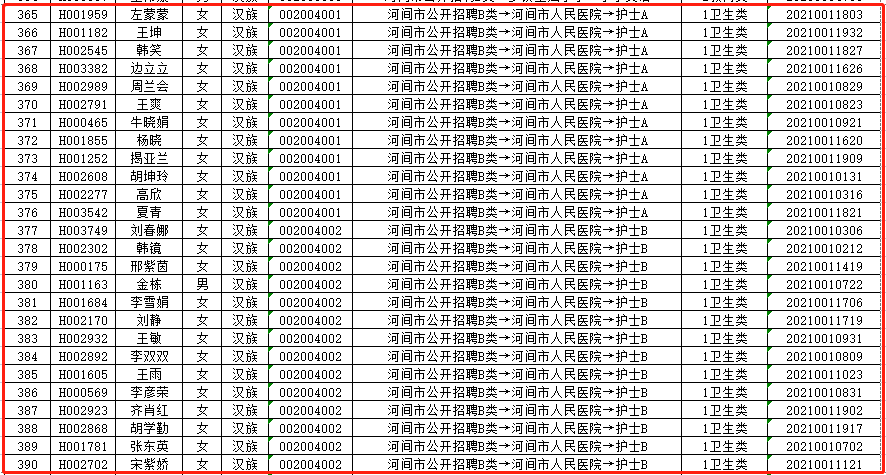 365 H001959 左蒙蒙 女 汉族 002004001 河间市公开招聘B类→河间市人民医院→护士A 1卫生类 20210011803
366 H001182 王坤 女 汉族 002004001 河间市公开招聘B类→河间市人民医院→护士A 1卫生类 20210011932
367 H002545 韩笑 女 汉族 002004001 河间市公开招聘B类→河间市人民医院→护士A 1卫生类 20210011827
368 H003382 边立立 女 汉族 002004001 河间市公开招聘B类→河间市人民医院→护士A 1卫生类 20210011626
369 H002989 周兰会 女 汉族 002004001 河间市公开招聘B类→河间市人民医院→护士A 1卫生类 20210010829
370 H002791 王爽 女 汉族 002004001 河间市公开招聘B类→河间市人民医院→护士A 1卫生类 20210010823
371 H000465 牛晓娟 女 汉族 002004001 河间市公开招聘B类→河间市人民医院→护士A 1卫生类 20210010921
372 H001855 杨晓 女 汉族 002004001 河间市公开招聘B类→河间市人民医院→护士A 1卫生类 20210011620
373 H001252 揭亚兰 女 汉族 002004001 河间市公开招聘B类→河间市人民医院→护士A 1卫生类 20210011909
374 H002608 胡坤玲 女 汉族 002004001 河间市公开招聘B类→河间市人民医院→护士A 1卫生类 20210010131
375 H002277 高欣 女 汉族 002004001 河间市公开招聘B类→河间市人民医院→护士A 1卫生类 20210010316
376 H003542 夏青 女 汉族 002004001 河间市公开招聘B类→河间市人民医院→护士A 1卫生类 20210011821
377 H003749 刘春娜 女 汉族 002004002 河间市公开招聘B类→河间市人民医院→护士B 1卫生类 20210010306
378 H002302 韩镜 女 汉族 002004002 河间市公开招聘B类→河间市人民医院→护士B 1卫生类 20210010212
379 H000175 邢紫茵 女 汉族 002004002 河间市公开招聘B类→河间市人民医院→护士B 1卫生类 20210011419
380 H001163 金栋 男 汉族 002004002 河间市公开招聘B类→河间市人民医院→护士B 1卫生类 20210010722
381 H001684 李雪娟 女 汉族 002004002 河间市公开招聘B类→河间市人民医院→护士B 1卫生类 20210011706
382 H002170 刘静 女 汉族 002004002 河间市公开招聘B类→河间市人民医院→护士B 1卫生类 20210011719
383 H002932 王敏 女 汉族 002004002 河间市公开招聘B类→河间市人民医院→护士B 1卫生类 20210010931
384 H002892 李双双 女 汉族 002004002 河间市公开招聘B类→河间市人民医院→护士B 1卫生类 20210010809
385 H001605 王雨 女 汉族 002004002 河间市公开招聘B类→河间市人民医院→护士B 1卫生类 20210011023
386 H000569 李彦荣 女 汉族 002004002 河间市公开招聘B类→河间市人民医院→护士B 1卫生类 20210010831
387 H002923 齐肖红 女 汉族 002004002 河间市公开招聘B类→河间市人民医院→护士B 1卫生类 20210011902
388 H002868 胡学勤 女 汉族 002004002 河间市公开招聘B类→河间市人民医院→护士B 1卫生类 20210011917
389 H001781 张东英 女 汉族 002004002 河间市公开招聘B类→河间市人民医院→护士B 1卫生类 20210010702
390 H002702 宋紫娇 女 汉族 002004002 河间市公开招聘B类→河间市人民医院→护士B 1卫生类 20210011121